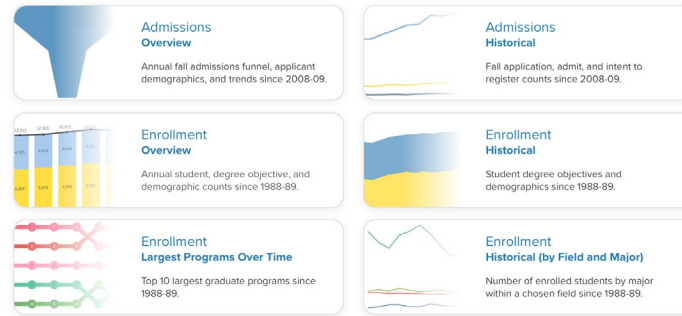 Admissions
Overview
Annual fall admissions funnel, applicant
demographics, and trends since 2008-09.
Admissions
Historical
Fall application, admit, and intent to
register counts since 2008-09.
Enrollment
Overview
Annual student, degree objective, and
demographic counts since 1988-89.
Enrollment
Historical
Student degree objectives and
demographics since 1988-89.
Enrollment
Largest Programs Over Time
Top 10 largest graduate programs since
1988-89.
Enrollment
Historical (by Field and Major)
Number of enrolled students by major
within a chosen field since 1988-89.